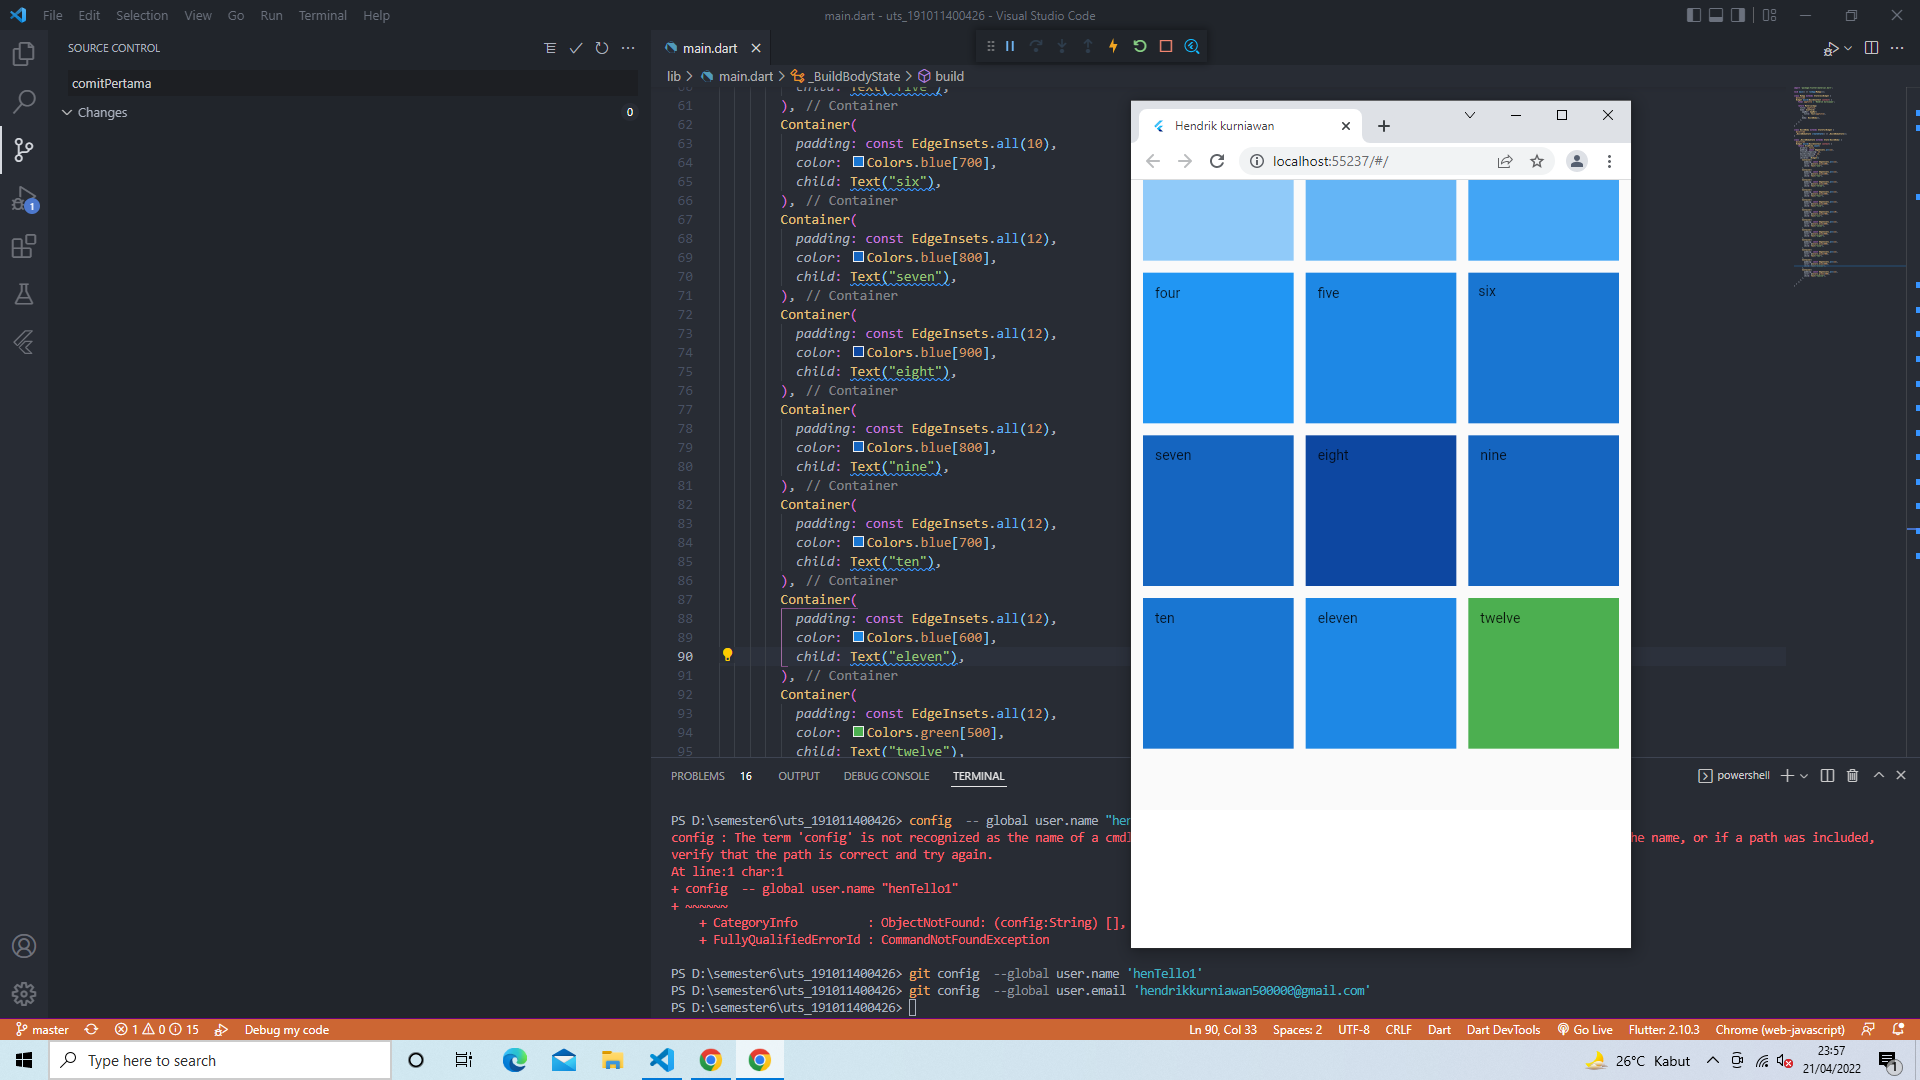 File Edit Selection View Go Run Terminal Help
main.dart - uts_191011400426 - Visual Studio Code
SOURCE CONTROL
comitPertama
Changes
0
1
main.dart
lib > main.dart > _BuildBodyState > build
61 ), // Container
62 Container(
63 padding: const EdgeInsets.all(10),
64 color: Colors.blue[700],
65 child: Text("six"),
66 ), // Container
67 Container(
68 padding: const EdgeInsets.all(12),
69 color: Colors.blue[800],
70 child: Text("seven"),
71 ), // Container
72 Container(
73 padding: const EdgeInsets.all(12),
74 color: Colors.blue[900],
75 child: Text("eight"),
76 ), // Container
77 Container(
78 padding: const EdgeInsets.all(12),
79 color: Colors.blue[800],
80 child: Text("nine"),
81 ), // Container
82 Container(
83 padding: const EdgeInsets.all(12),
84 color: Colors.blue[700],
85 child: Text("ten"),
86 ), // Container
87 Container(
88 padding: const EdgeInsets.all(12),
89 color: Colors.blue[600],
90 child: Text("eleven"),
91 ), // Container
92 Container(
93 padding: const EdgeInsets.all(12),
94 color: Colors.green[500],
95 child: Text("twelve"),
Hendrik kurniawan
localhost:55237/#/
four five six
seven eight nine
ten eleven twelve
PROBLEMS 16 OUTPUT DEBUG CONSOLE TERMINAL
powershell
PS D:\semester6\uts_191011400426> config -- global user.name "hen
config : The term 'config' is not recognized as the name of a cmd
he name, or if a path was included,
verify that the path is correct and try again.
At line:1 char:1
+ config -- global user.name "henTello1"
+ ~~~~~~
+ CategoryInfo : ObjectNotFound: (config:String) [],
+ FullyQualifiedErrorId : CommandNotFoundException
PS D:\semester6\uts_191011400426> git config --global user.name 'henTello1'
PS D:\semester6\uts_191011400426> git config --global user.email 'hendrikkurniawan500000@gmail.com'
PS D:\semester6\uts_191011400426>
master 1 0 15 Debug my code
Ln 90, Col 33 Spaces: 2 UTF-8 CRLF Dart Dart DevTools Go Live Flutter: 2.10.3 Chrome (web-javascript)
Type here to search
26°C Kabut
23:57
21/04/2022
1